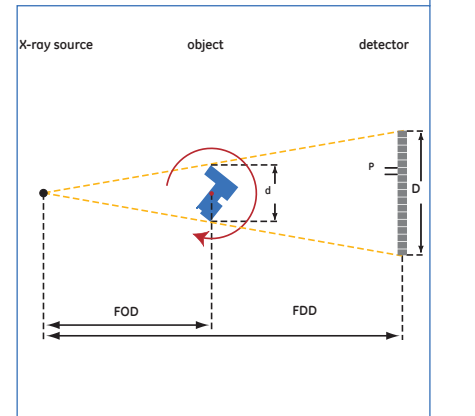 X-ray source object detector
P
d
D
FOD
FDD